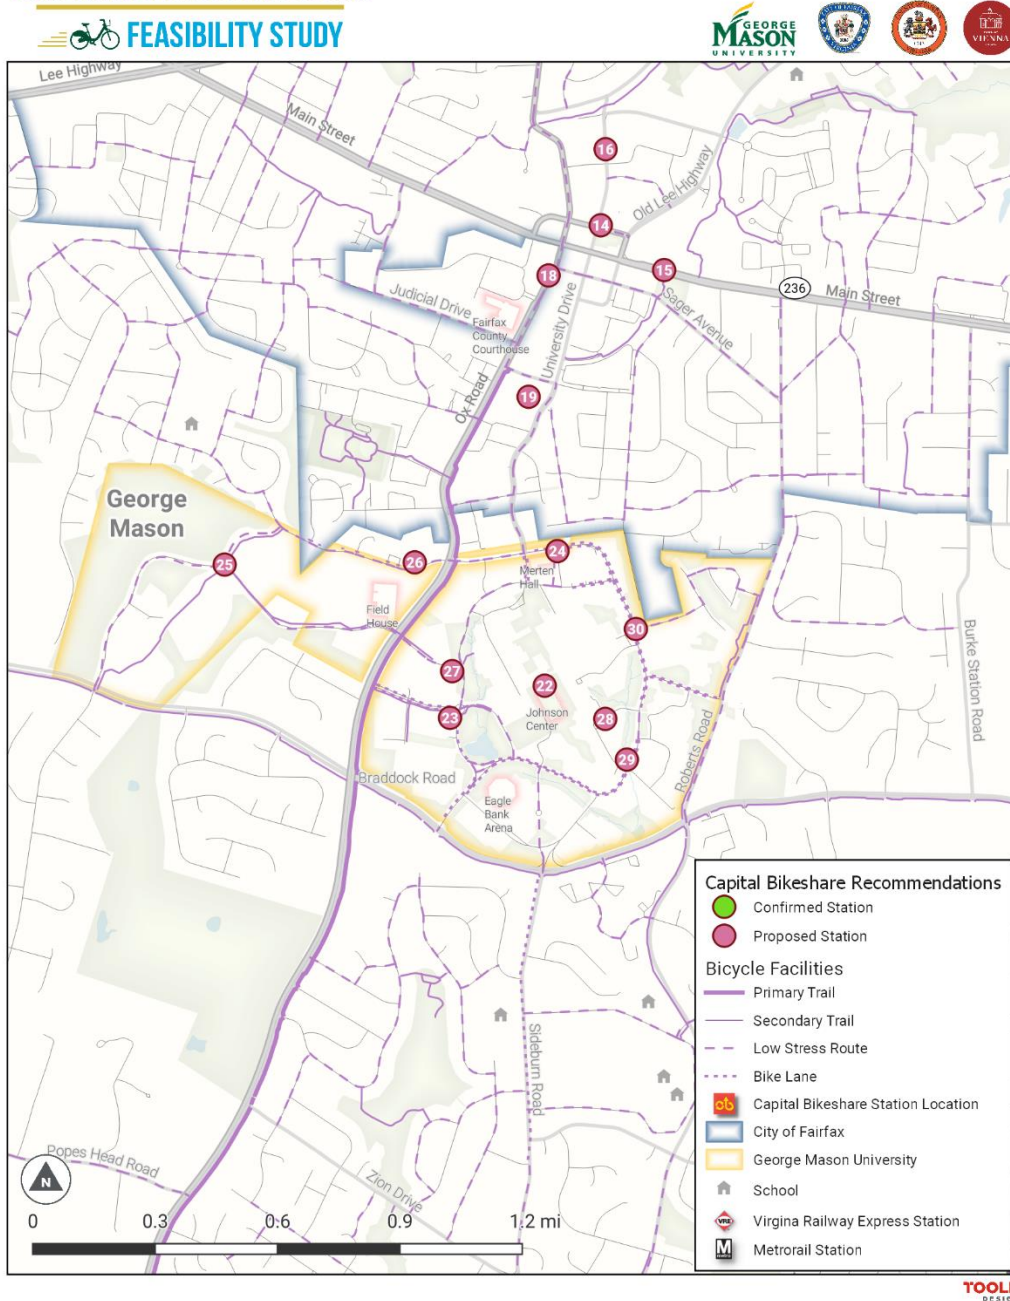 FEASIBILITY STUDY
GEORGE
MASON
UNIVERSITY
VIENNA
Lee Highway
Main Street
16
Old Lee Highway
14
18
15
236
Main Street
Judicial Drive
Fairfax
County
Courthouse
University Drive
Sager Avenue
Ox Road
19
George
Mason
25
26
24
Merten
Hall
Field
House
30
27
22
Johnson
Center
28
23
29
Braddock Road
Eagle
Bank
Arena
Roberts Road
Burke Station Road
Sideburn Road
Popes Head Road
Zion Drive
N
0 0.3 0.6 0.9 1.2 mi
Capital Bikeshare Recommendations
Confirmed Station
Proposed Station
Bicycle Facilities
Primary Trail
Secondary Trail
Low Stress Route
Bike Lane
Capital Bikeshare Station Location
City of Fairfax
George Mason University
School
VRE
Virgina Railway Express Station
M
Metrorail Station
DESIG